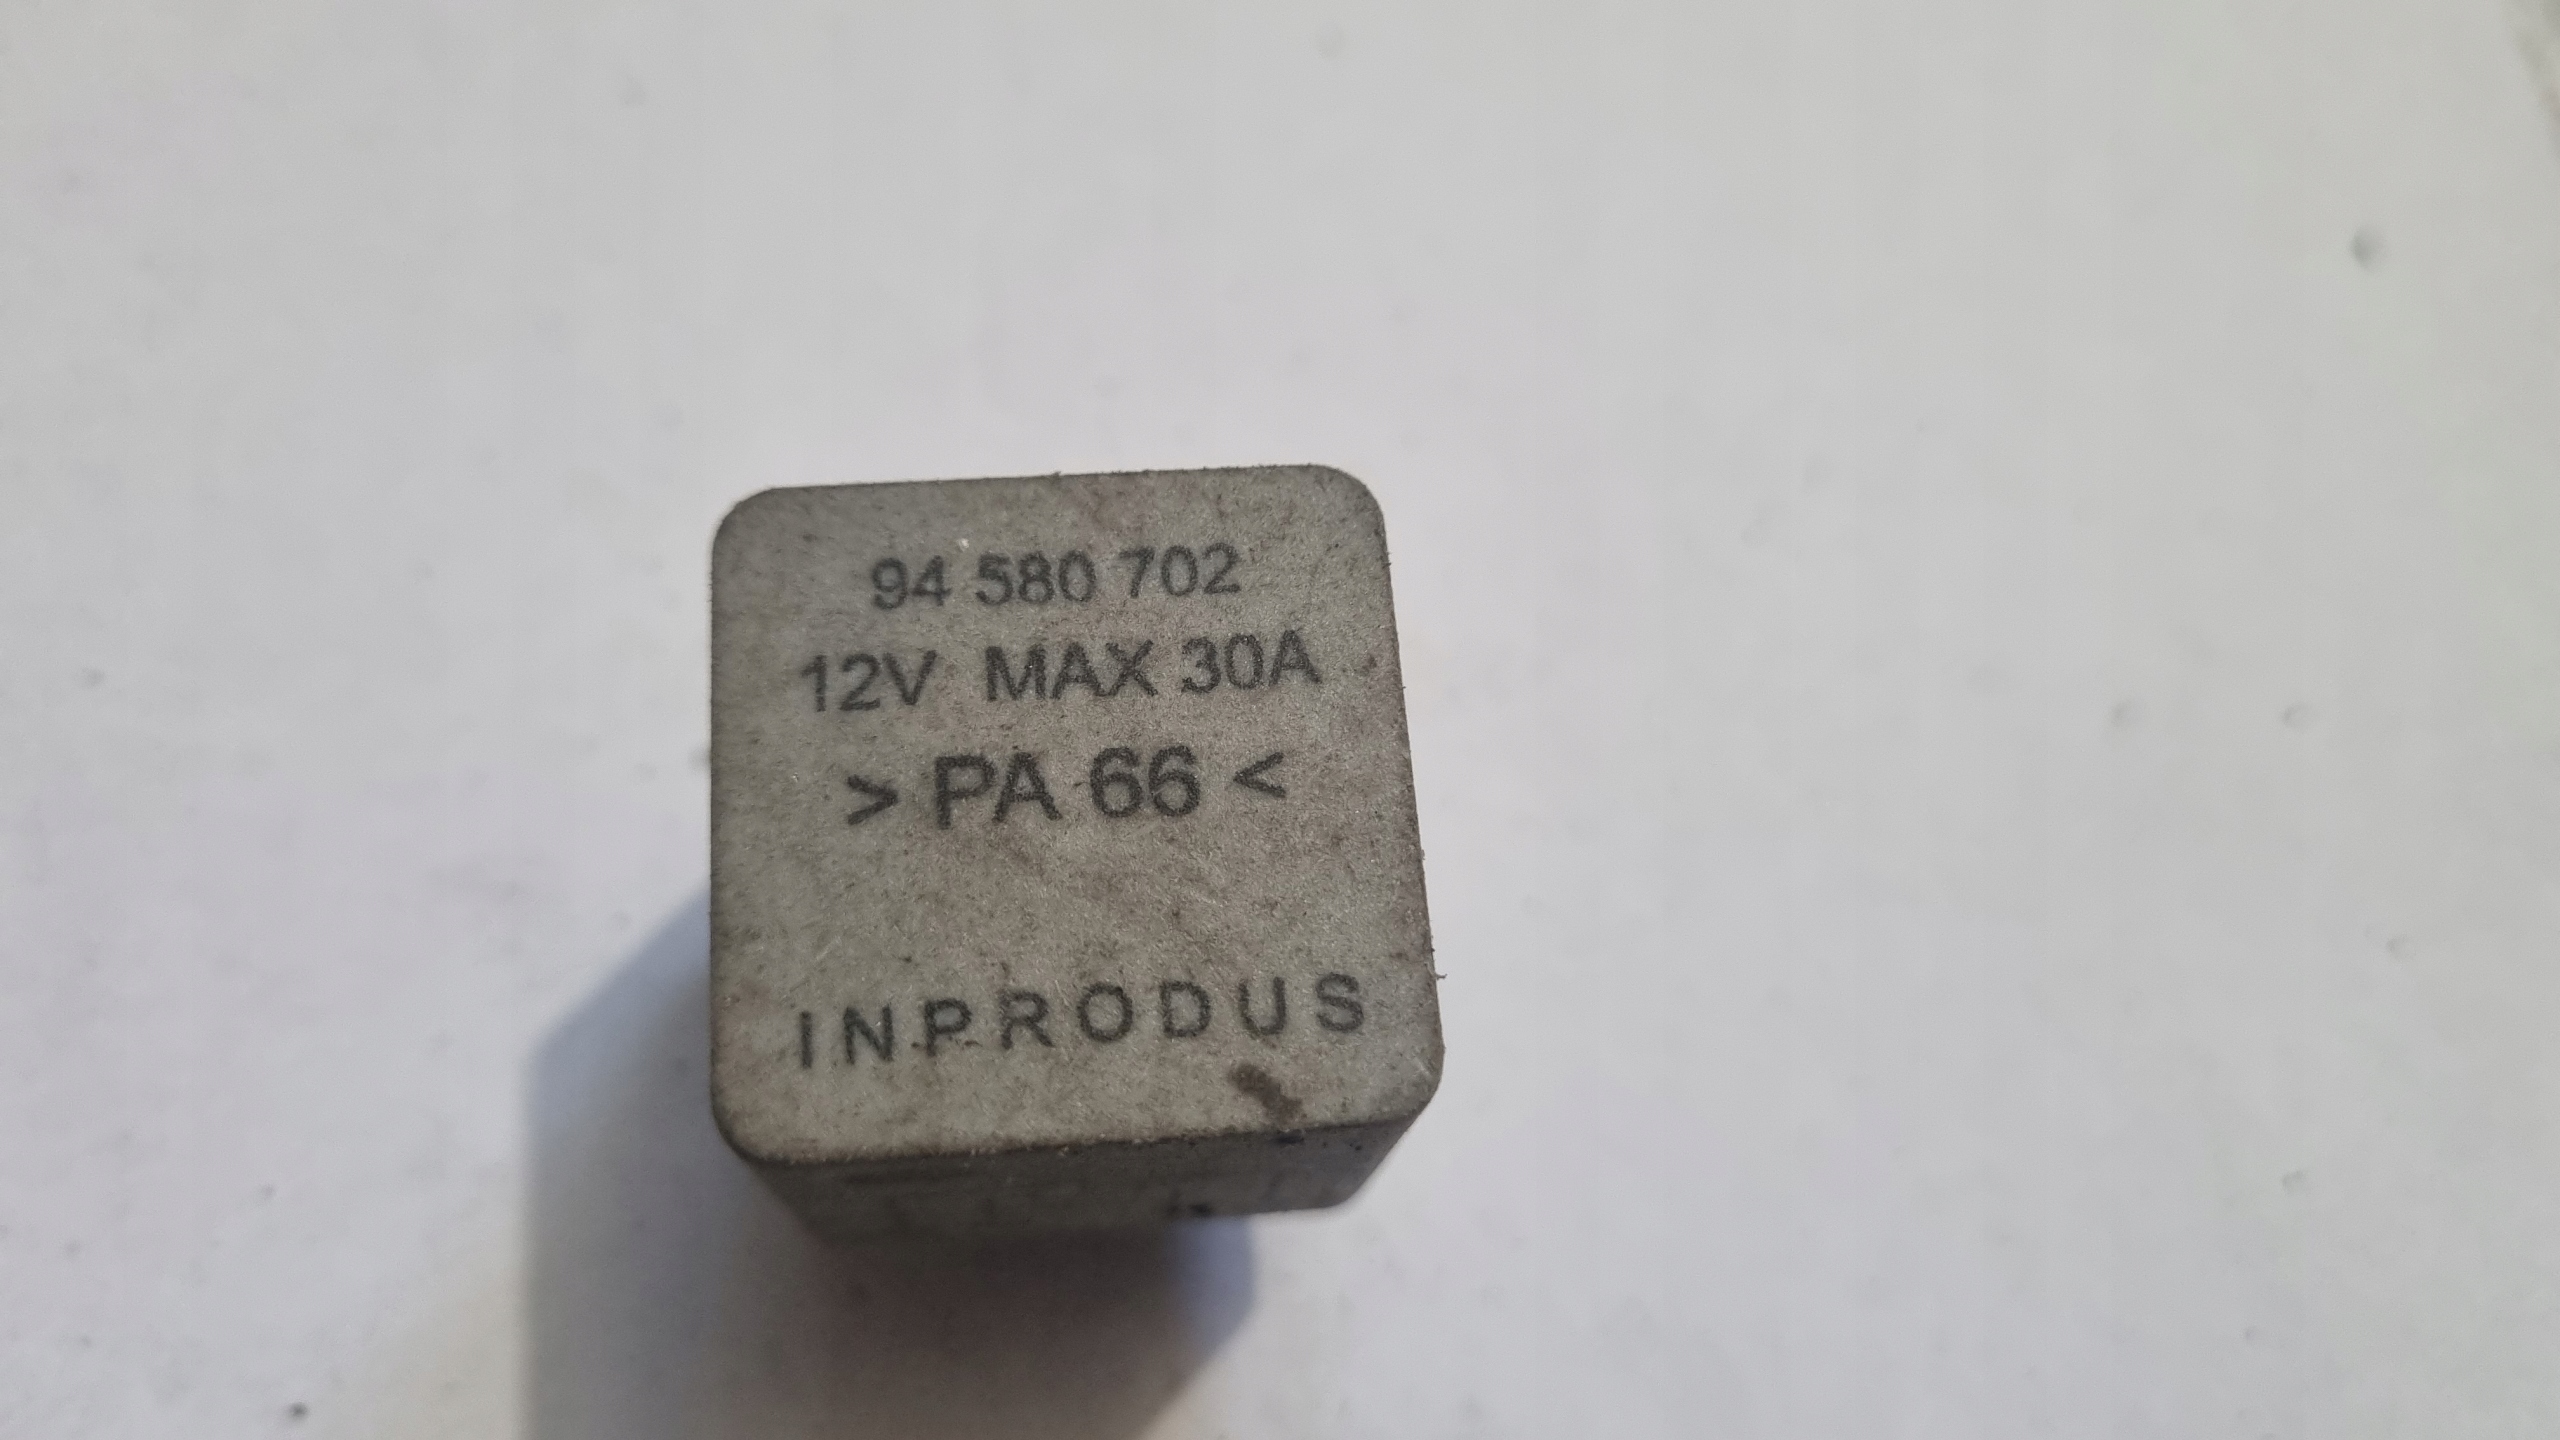 94 580 702
12V MAX 30A
> PA 66 <
INPRODUS